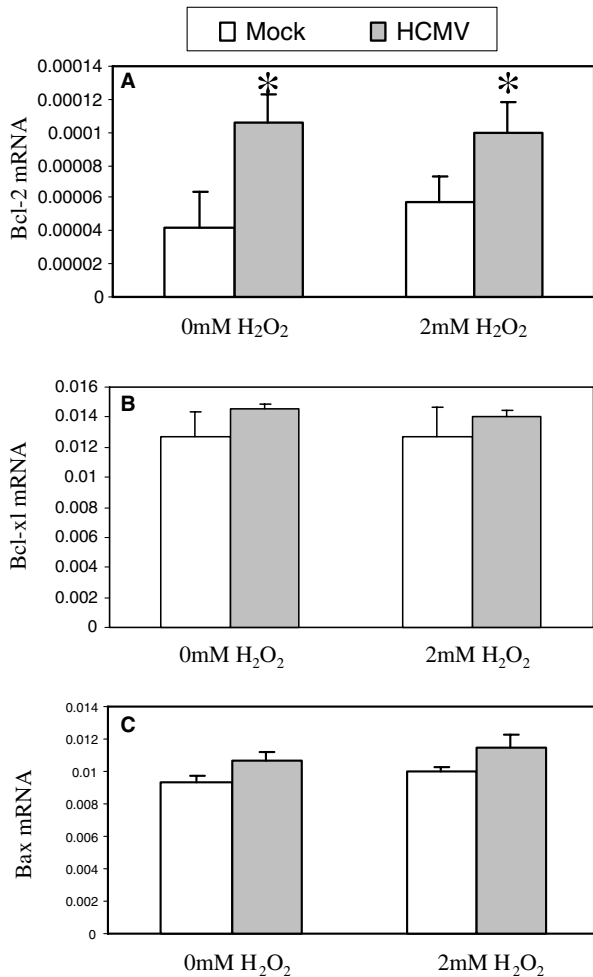 Mock HCMV
A
Bcl-2 mRNA
0.00014
0.00012
0.0001
0.00008
0.00006
0.00004
0.00002
0
* *
0mM H₂O₂ 2mM H₂O₂
B
Bcl-xl mRNA
0.016
0.014
0.012
0.01
0.008
0.006
0.004
0.002
0
0mM H₂O₂ 2mM H₂O₂
C
Bax mRNA
0.014
0.012
0.01
0.008
0.006
0.004
0.002
0
0mM H₂O₂ 2mM H₂O₂